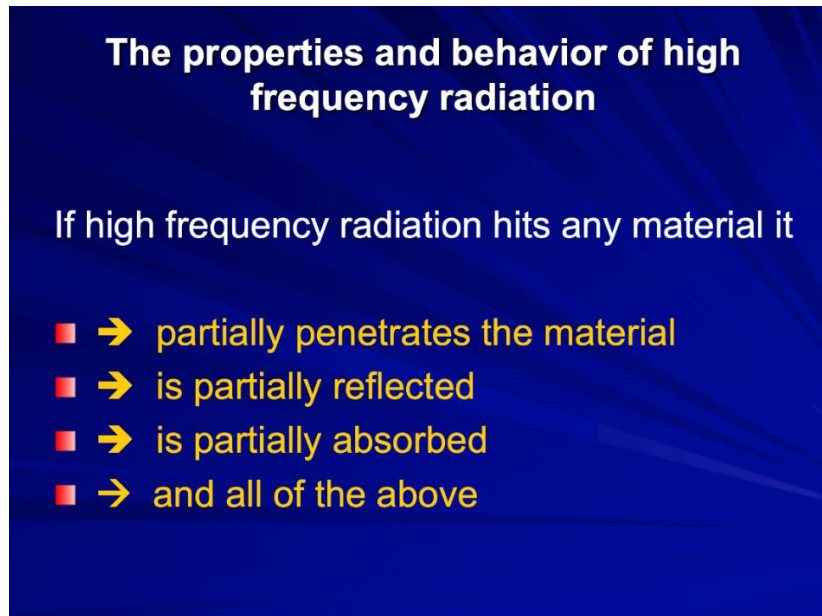 The properties and behavior of high
frequency radiation
If high frequency radiation hits any material it
➔ partially penetrates the material
➔ is partially reflected
➔ is partially absorbed
→ and all of the above